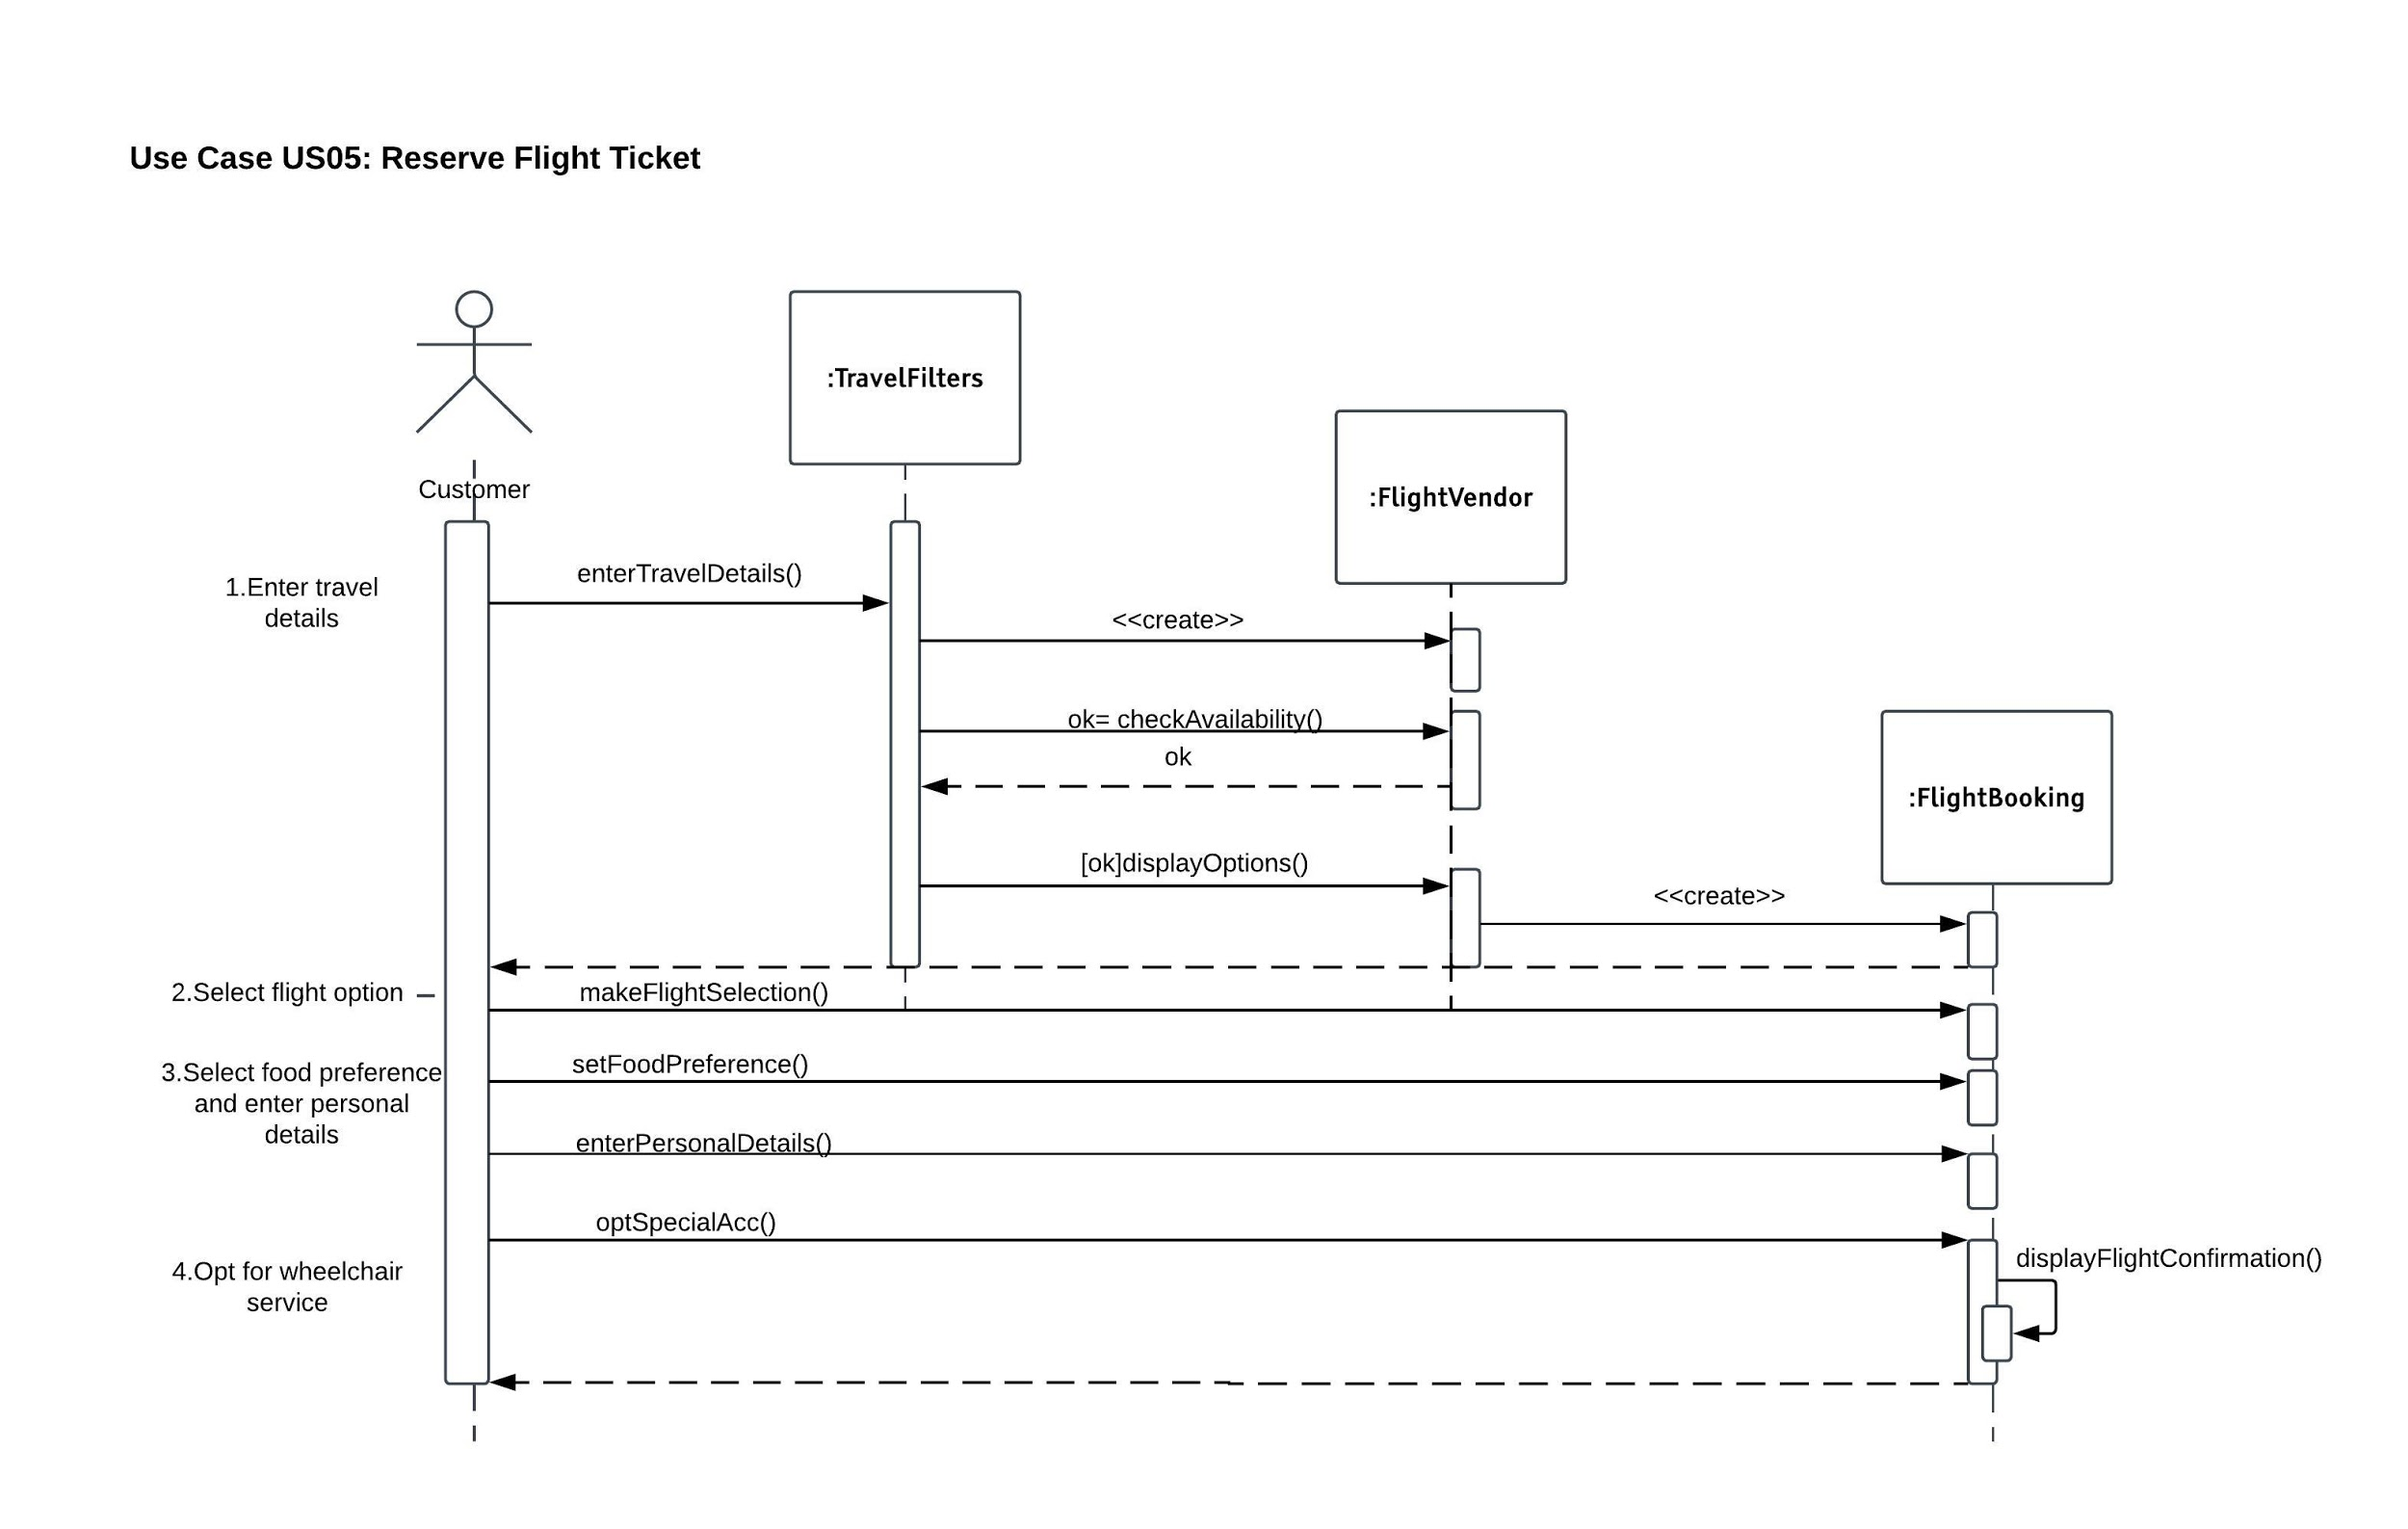 Use Case US05: Reserve Flight Ticket
:TravelFilters
:FlightVendor
Customer
1.Enter travel
details
enterTravelDetails()
<<create>>
ok= checkAvailability()
ok
:FlightBooking
[ok]displayOptions()
<<create>>
2.Select flight option
makeFlightSelection()
3.Select food preference
and enter personal
details
setFoodPreference()
enterPersonalDetails()
optSpecialAcc()
4.Opt for wheelchair
service
displayFlightConfirmation()